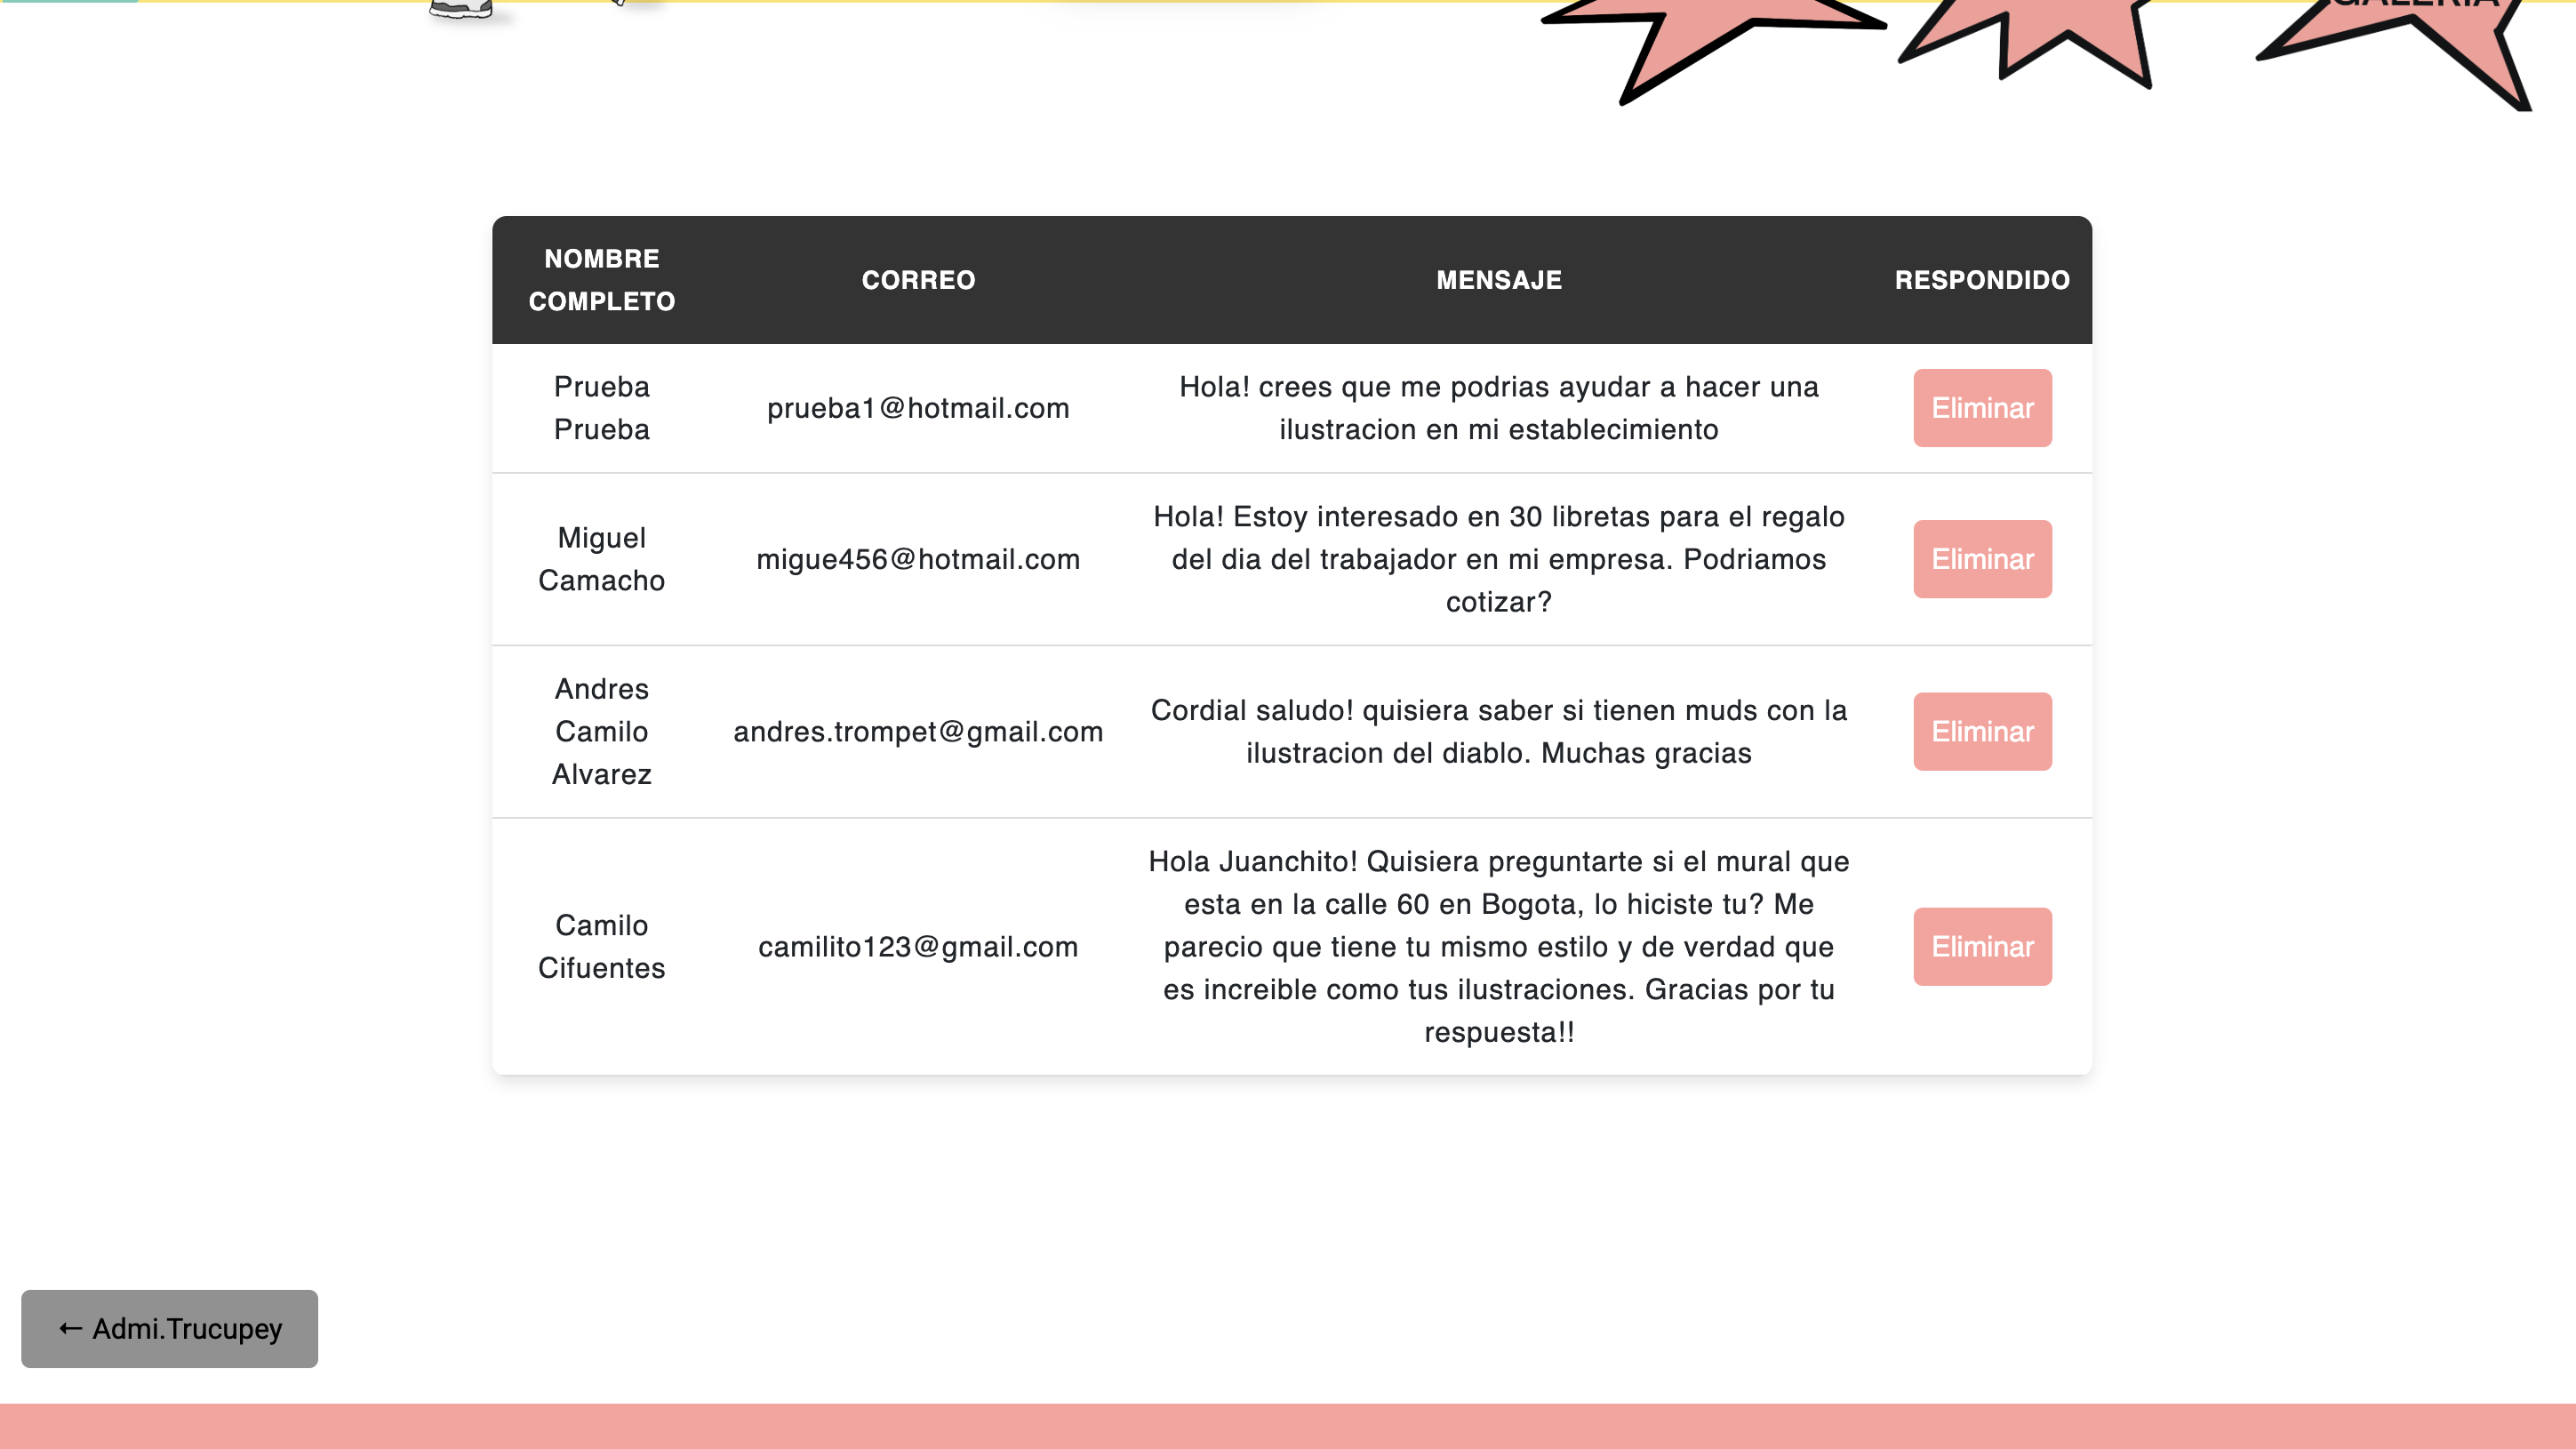 GALERIA
NOMBRE
COMPLETO
CORREO
MENSAJE
RESPONDIDO
Prueba
Prueba
prueba1@hotmail.com
Hola! crees que me podrias ayudar a hacer una
ilustracion en mi establecimiento
Eliminar
Miguel
Camacho
migue456@hotmail.com
Hola! Estoy interesado en 30 libretas para el regalo
del dia del trabajador en mi empresa. Podriamos
cotizar?
Eliminar
Andres
Camilo
Alvarez
andres.trompet@gmail.com
Cordial saludo! quisiera saber si tienen muds con la
ilustracion del diablo. Muchas gracias
Eliminar
Camilo
Cifuentes
camilito123@gmail.com
Hola Juanchito! Quisiera preguntarte si el mural que
esta en la calle 60 en Bogota, lo hiciste tu? Me
parecio que tiene tu mismo estilo y de verdad que
es increible como tus ilustraciones. Gracias por tu
respuesta!!
Eliminar
← Admi.Trucupey